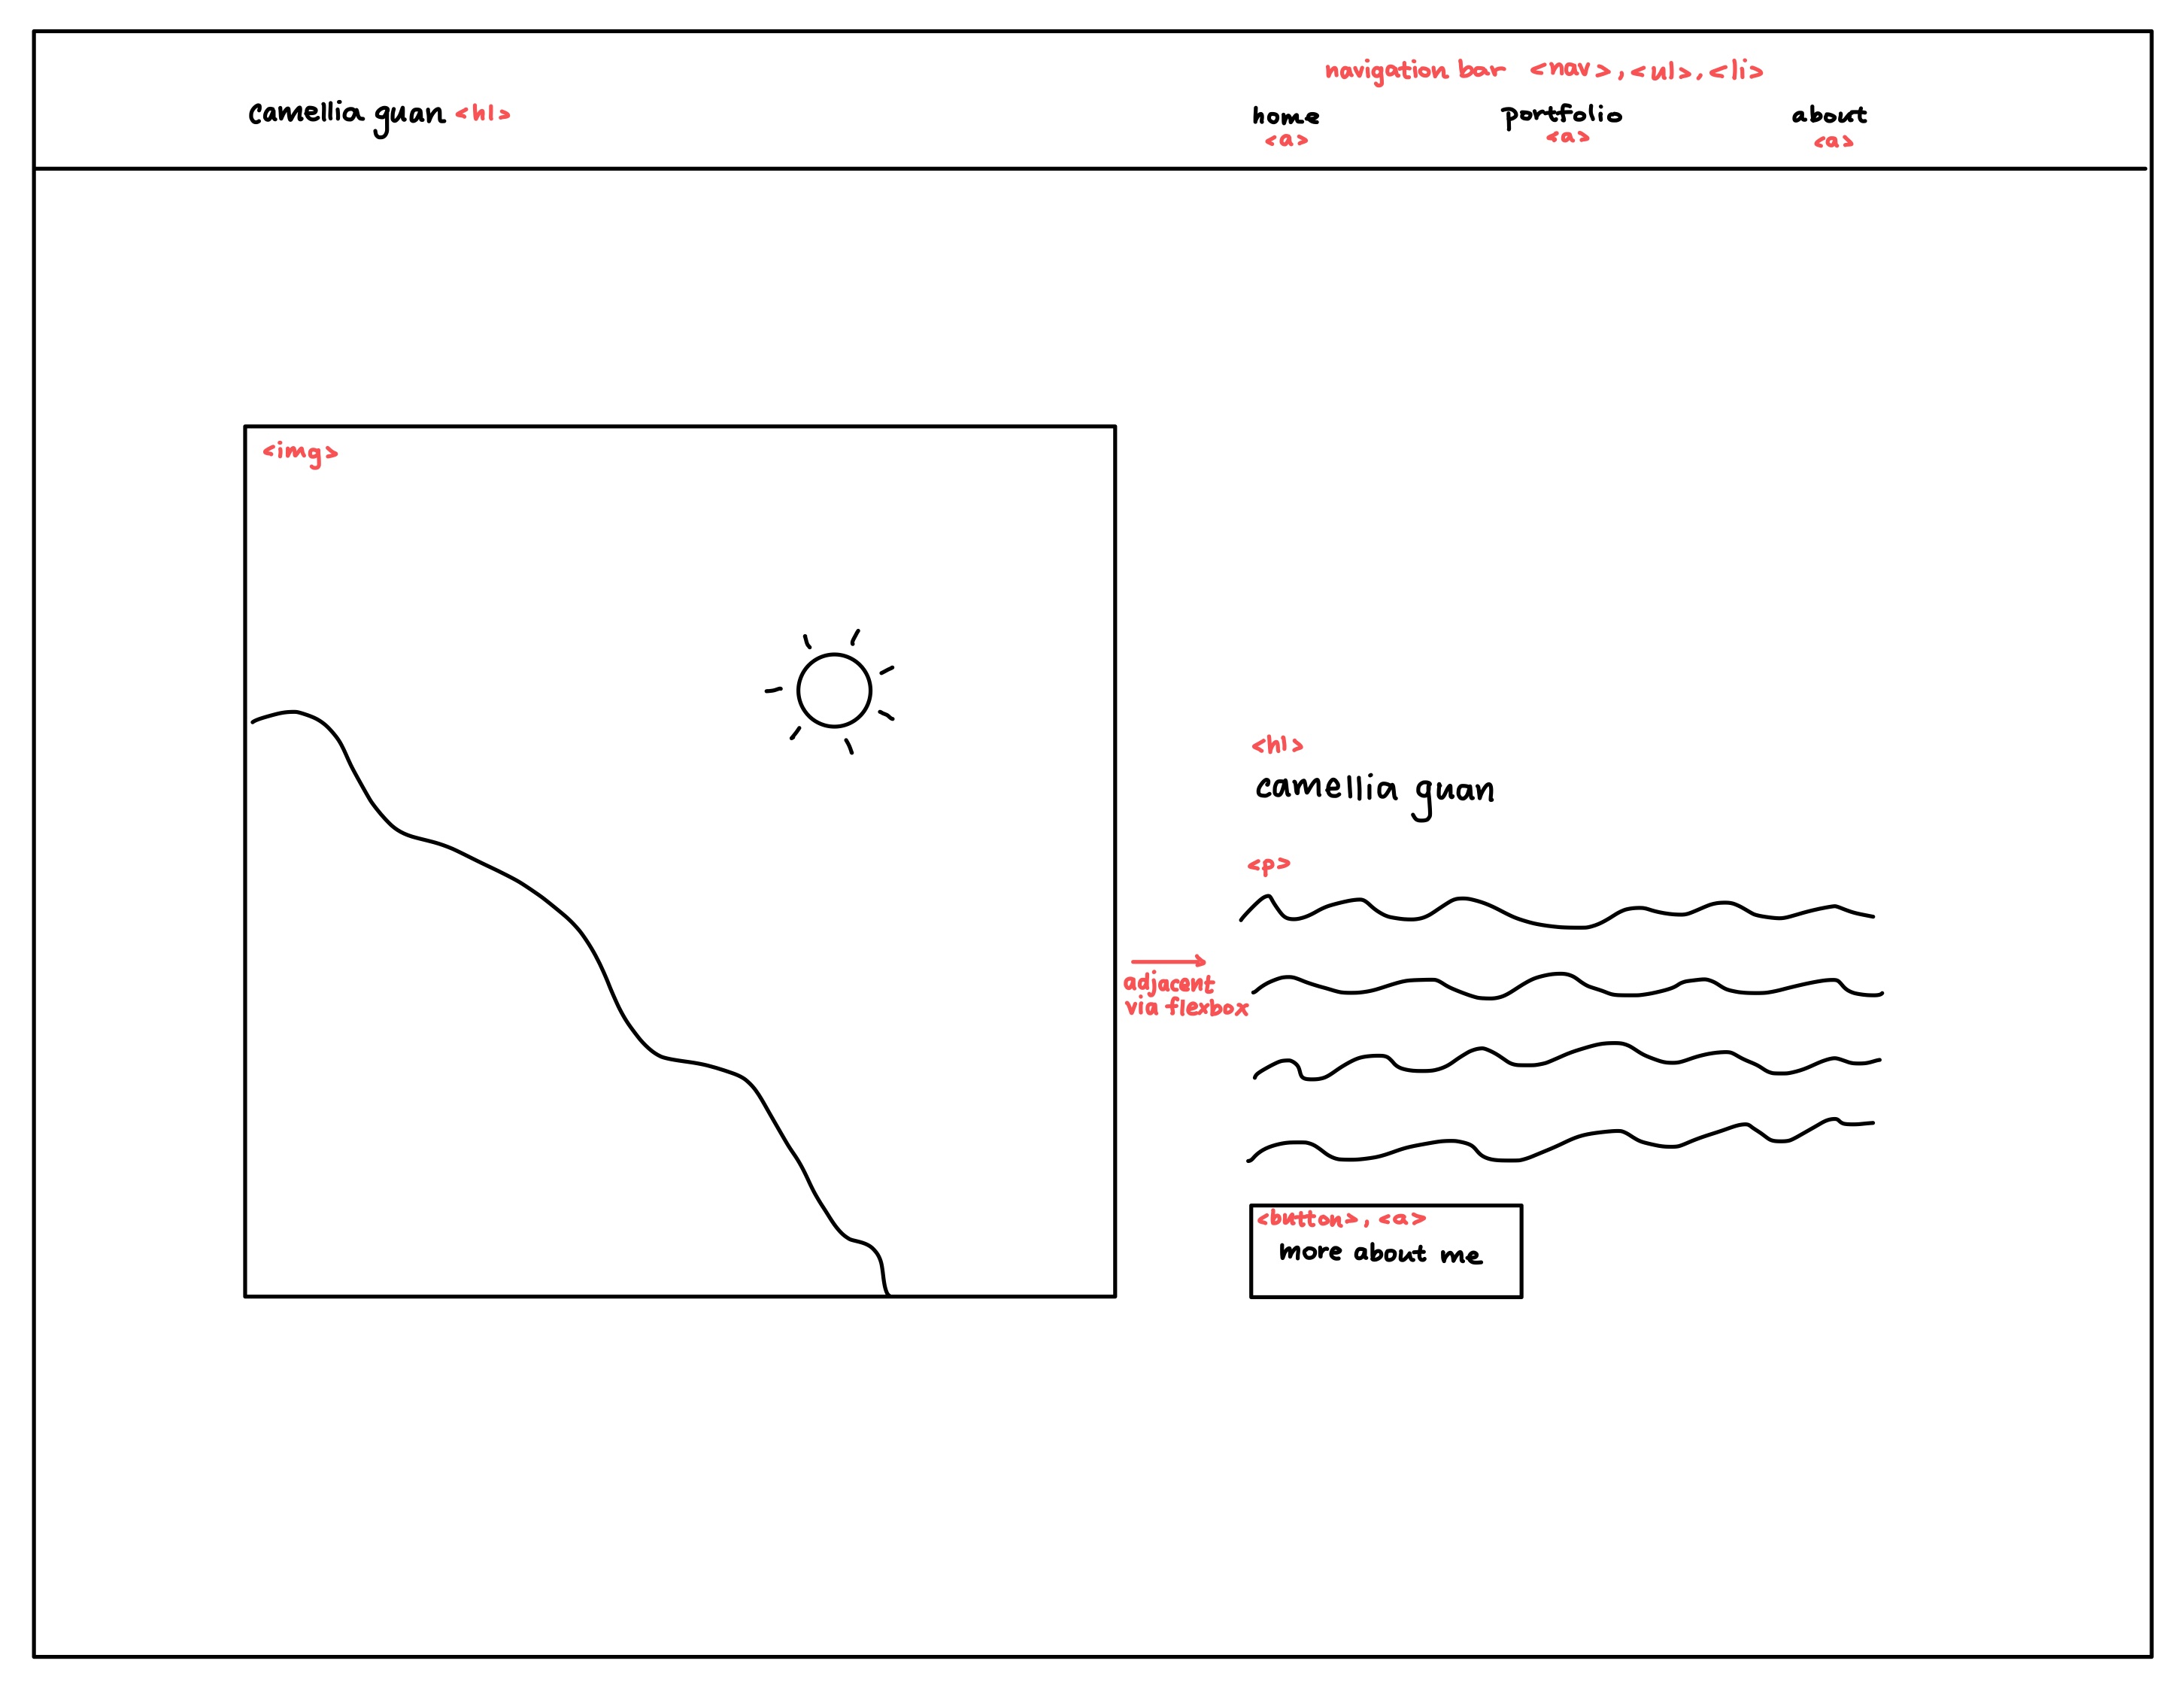 navigation bar <nav>, <ul>, <li>
camellia guan <h1>
home
portfolio
about
<a>
<a>
<a>
<img>
<h1>
camellia guan
<p>
adjacent
via flexbox
<button>, <a>
more about me